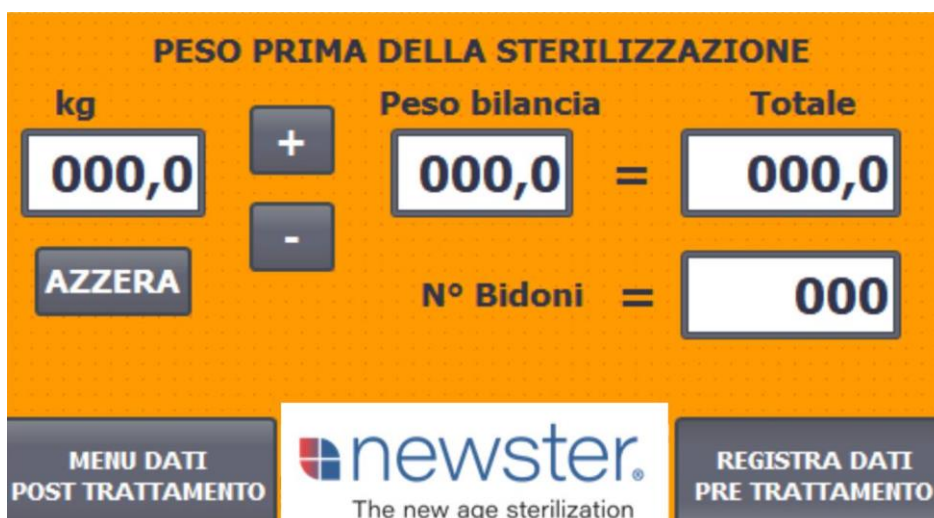 PESO PRIMA DELLA STERILIZZAZIONE
kg
Peso bilancia
Totale
000,0
+
000,0
=
000,0
-
AZZERA
N° Bidoni
=
000
MENU DATI
POST TRATTAMENTO
newster®
The new age sterilization
REGISTRA DATI
PRE TRATTAMENTO